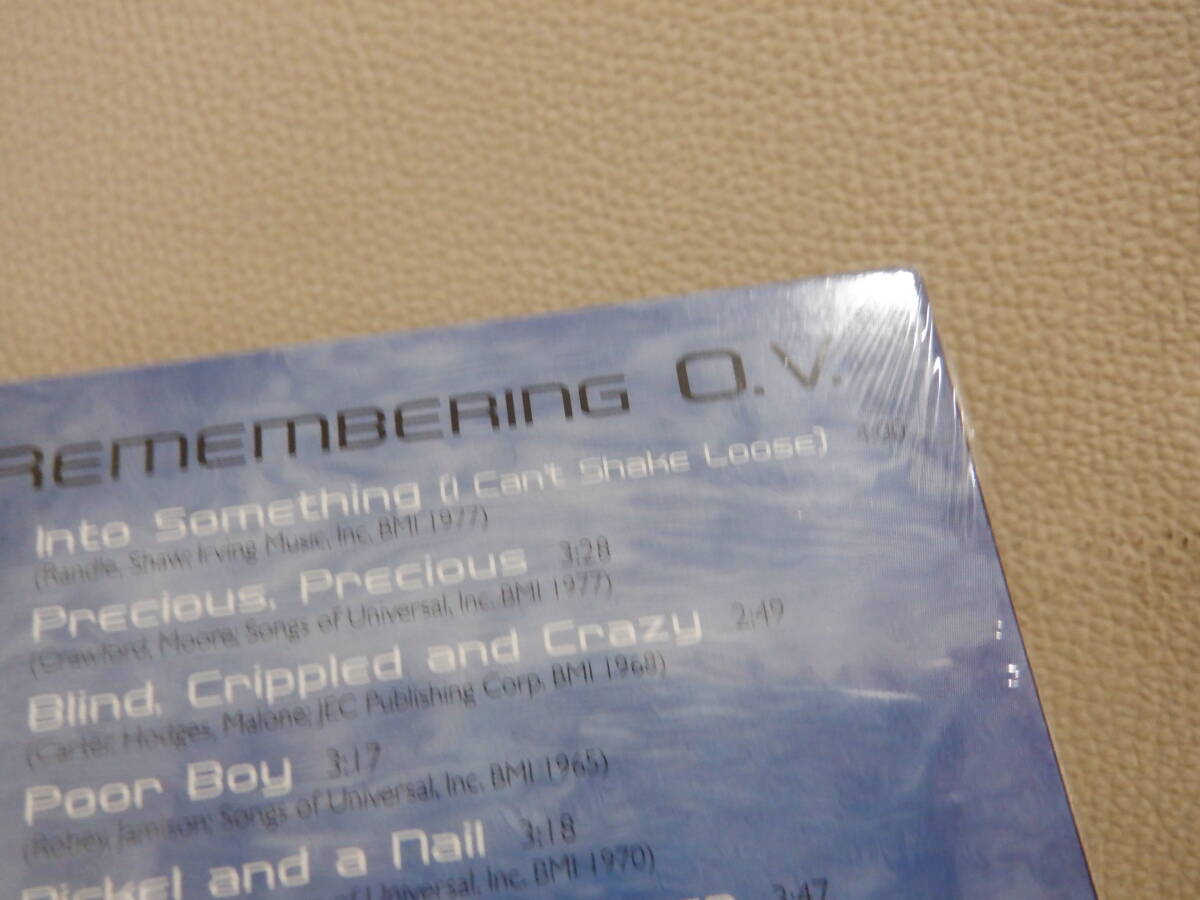 REMEMBERING O.V.
Into Something (I Can't Shake Loose)
(Randle, Shaw; Irving Music, Inc. BMI 1977)
Precious, Precious 3:28
(Crawford, Moore; Songs of Universal, Inc. BMI 1977)
Blind, Crippled and Crazy 2:49
(Carter, Hodges, Malone; JEC Publishing Corp. BMI 1968)
Poor Boy 3:17
(Robey, Jamison; Songs of Universal, Inc. BMI 1965)
Nickel and a Nail 3:18
of Universal, Inc. BMI 1970)
3:47